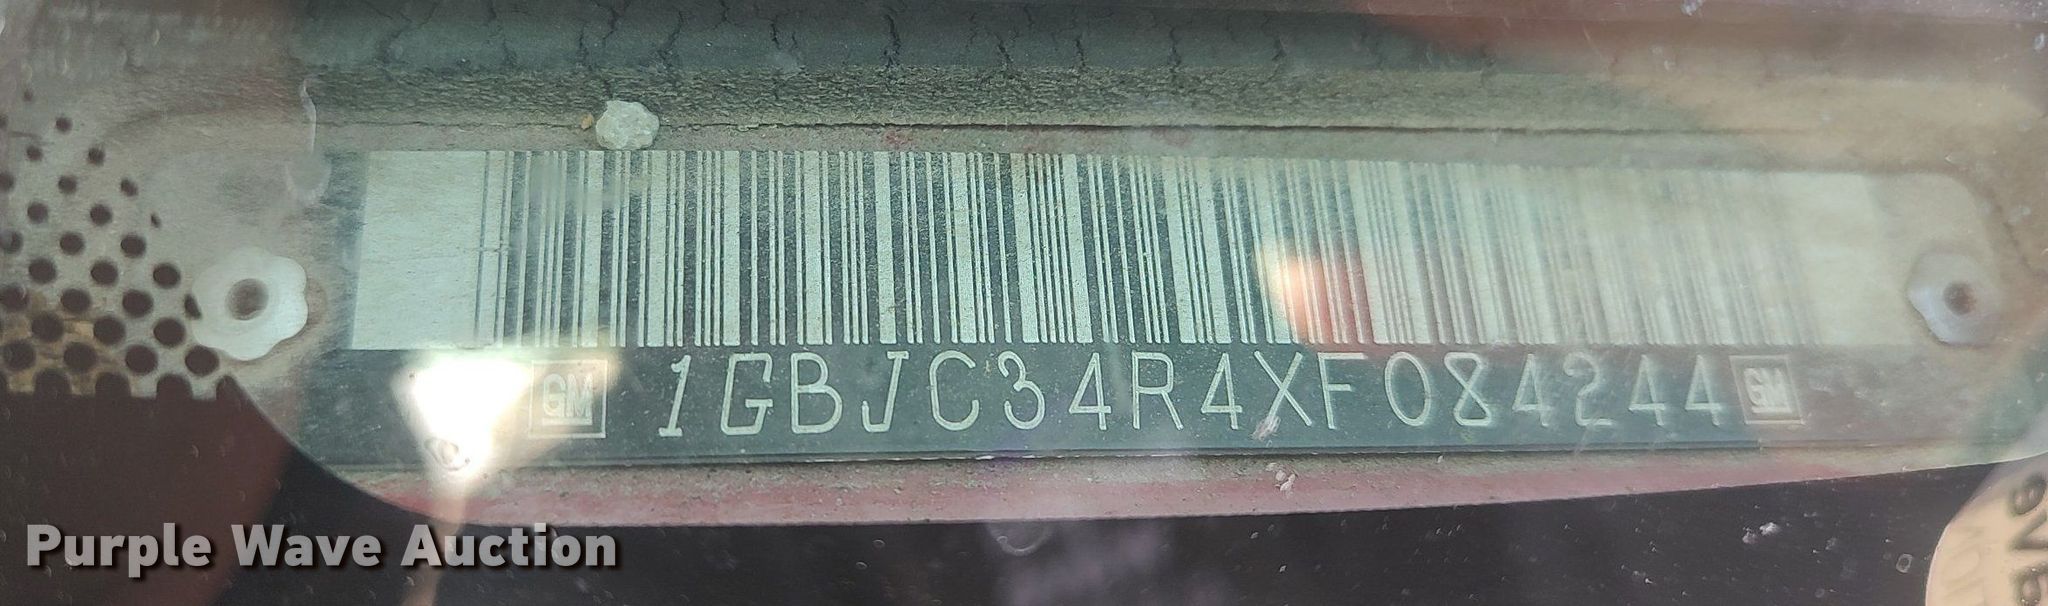 GM 1GBJC34R4XF084244 GM
Purple Wave Auction